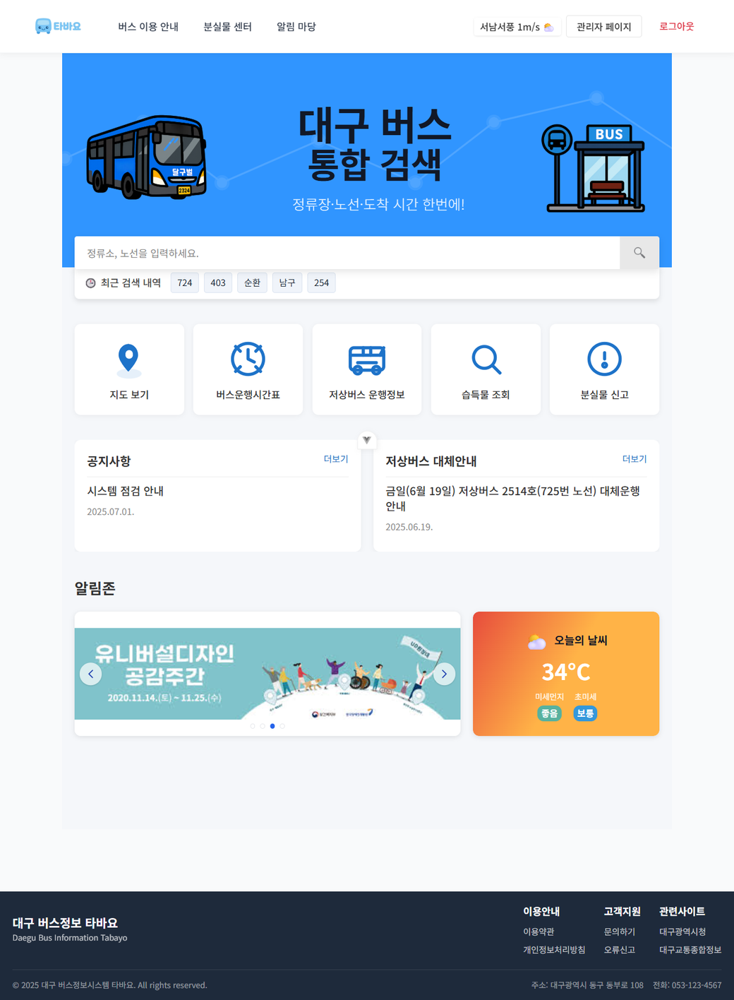 타바요
버스 이용 안내
분실물 센터
알림 마당
서남서풍 1m/s
관리자 페이지
로그아웃
대구 버스
통합 검색
정류장·노선·도착 시간 한번에!
달구벌
2324
BUS
정류소, 노선을 입력하세요.
최근 검색 내역
724
403
순환
남구
254
지도 보기
버스운행시간표
저상버스 운행정보
습득물 조회
분실물 신고
공지사항
더보기
시스템 점검 안내
2025.07.01.
저상버스 대체안내
더보기
금일(6월 19일) 저상버스 2514호(725번 노선) 대체운행
안내
2025.06.19.
알림존
유니버설디자인
공감주간
2020.11.14.(토) ~ 11.25.(수)
보건복지부
오늘의 날씨
34°C
미세먼지 초미세
좋음 보통
대구 버스정보 타바요
Daegu Bus Information Tabayo
이용안내
이용약관
개인정보처리방침
고객지원
문의하기
오류신고
관련사이트
대구광역시청
대구교통종합정보
© 2025 대구 버스정보시스템 타바요. All rights reserved.
주소: 대구광역시 동구 동부로 108 전화: 053-123-4567